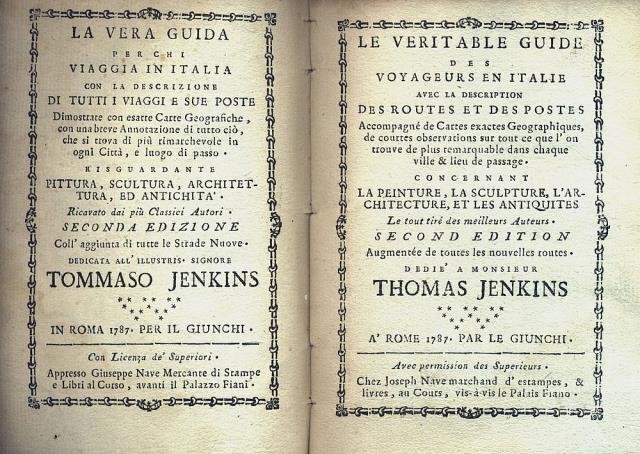 LA VERA GUIDA
PER CHI
VIAGGIA IN ITALIA
CON LA DESCRIZIONE
DI TUTTI I VIAGGI E SUE POSTE
Dimostrate con esatte Carte Geografiche,
con una breve Annotazione di tutto ciò,
che si trova di più rimarchevole in
ogni Città, e luogo di passo.
RISGUARDANTE
PITTURA, SCULTURA, ARCHITET-
TURA, ED ANTICHITA'.
Ricavato dai più Classici Autori.
SECONDA EDIZIONE
Coll' aggiunta di tutte le Strade Nuove.
DEDICATA ALL' ILLUSTRIS. SIGNORE
TOMMASO JENKINS
IN ROMA 1787. PER IL GIUNCHI.
Con Licenza de' Superiori.
Appresso Giuseppe Nave Mercante di Stampe
e Libri al Corso, avanti il Palazzo Fiani.
LE VERITABLE GUIDE
DES
VOYAGEURS EN ITALIE
AVEC LA DESCRIPTION
DES ROUTES ET DES POSTES
Accompagné de Cartes exactes Geographiques,
de courtes observations sur tout ce que l'on
trouve de plus remarquable dans chaque
ville & lieu de passage.
CONCERNANT
LA PEINTURE, LA SCULPTURE, L'AR-
CHITECTURE, ET LES ANTIQUITES
Le tout tiré des meilleurs Auteurs.
SECOND EDITION
Augmentée de toutes les nouvelles routes.
DEDIE' A MONSIEUR
THOMAS JENKINS
A' ROME 1787. PAR LE GIUNCHI.
Avec permission des Superieurs.
Chez Joseph Nave marchand d'estampes, &
livres, au Cours, vis-à-vis le Palais Fiano.